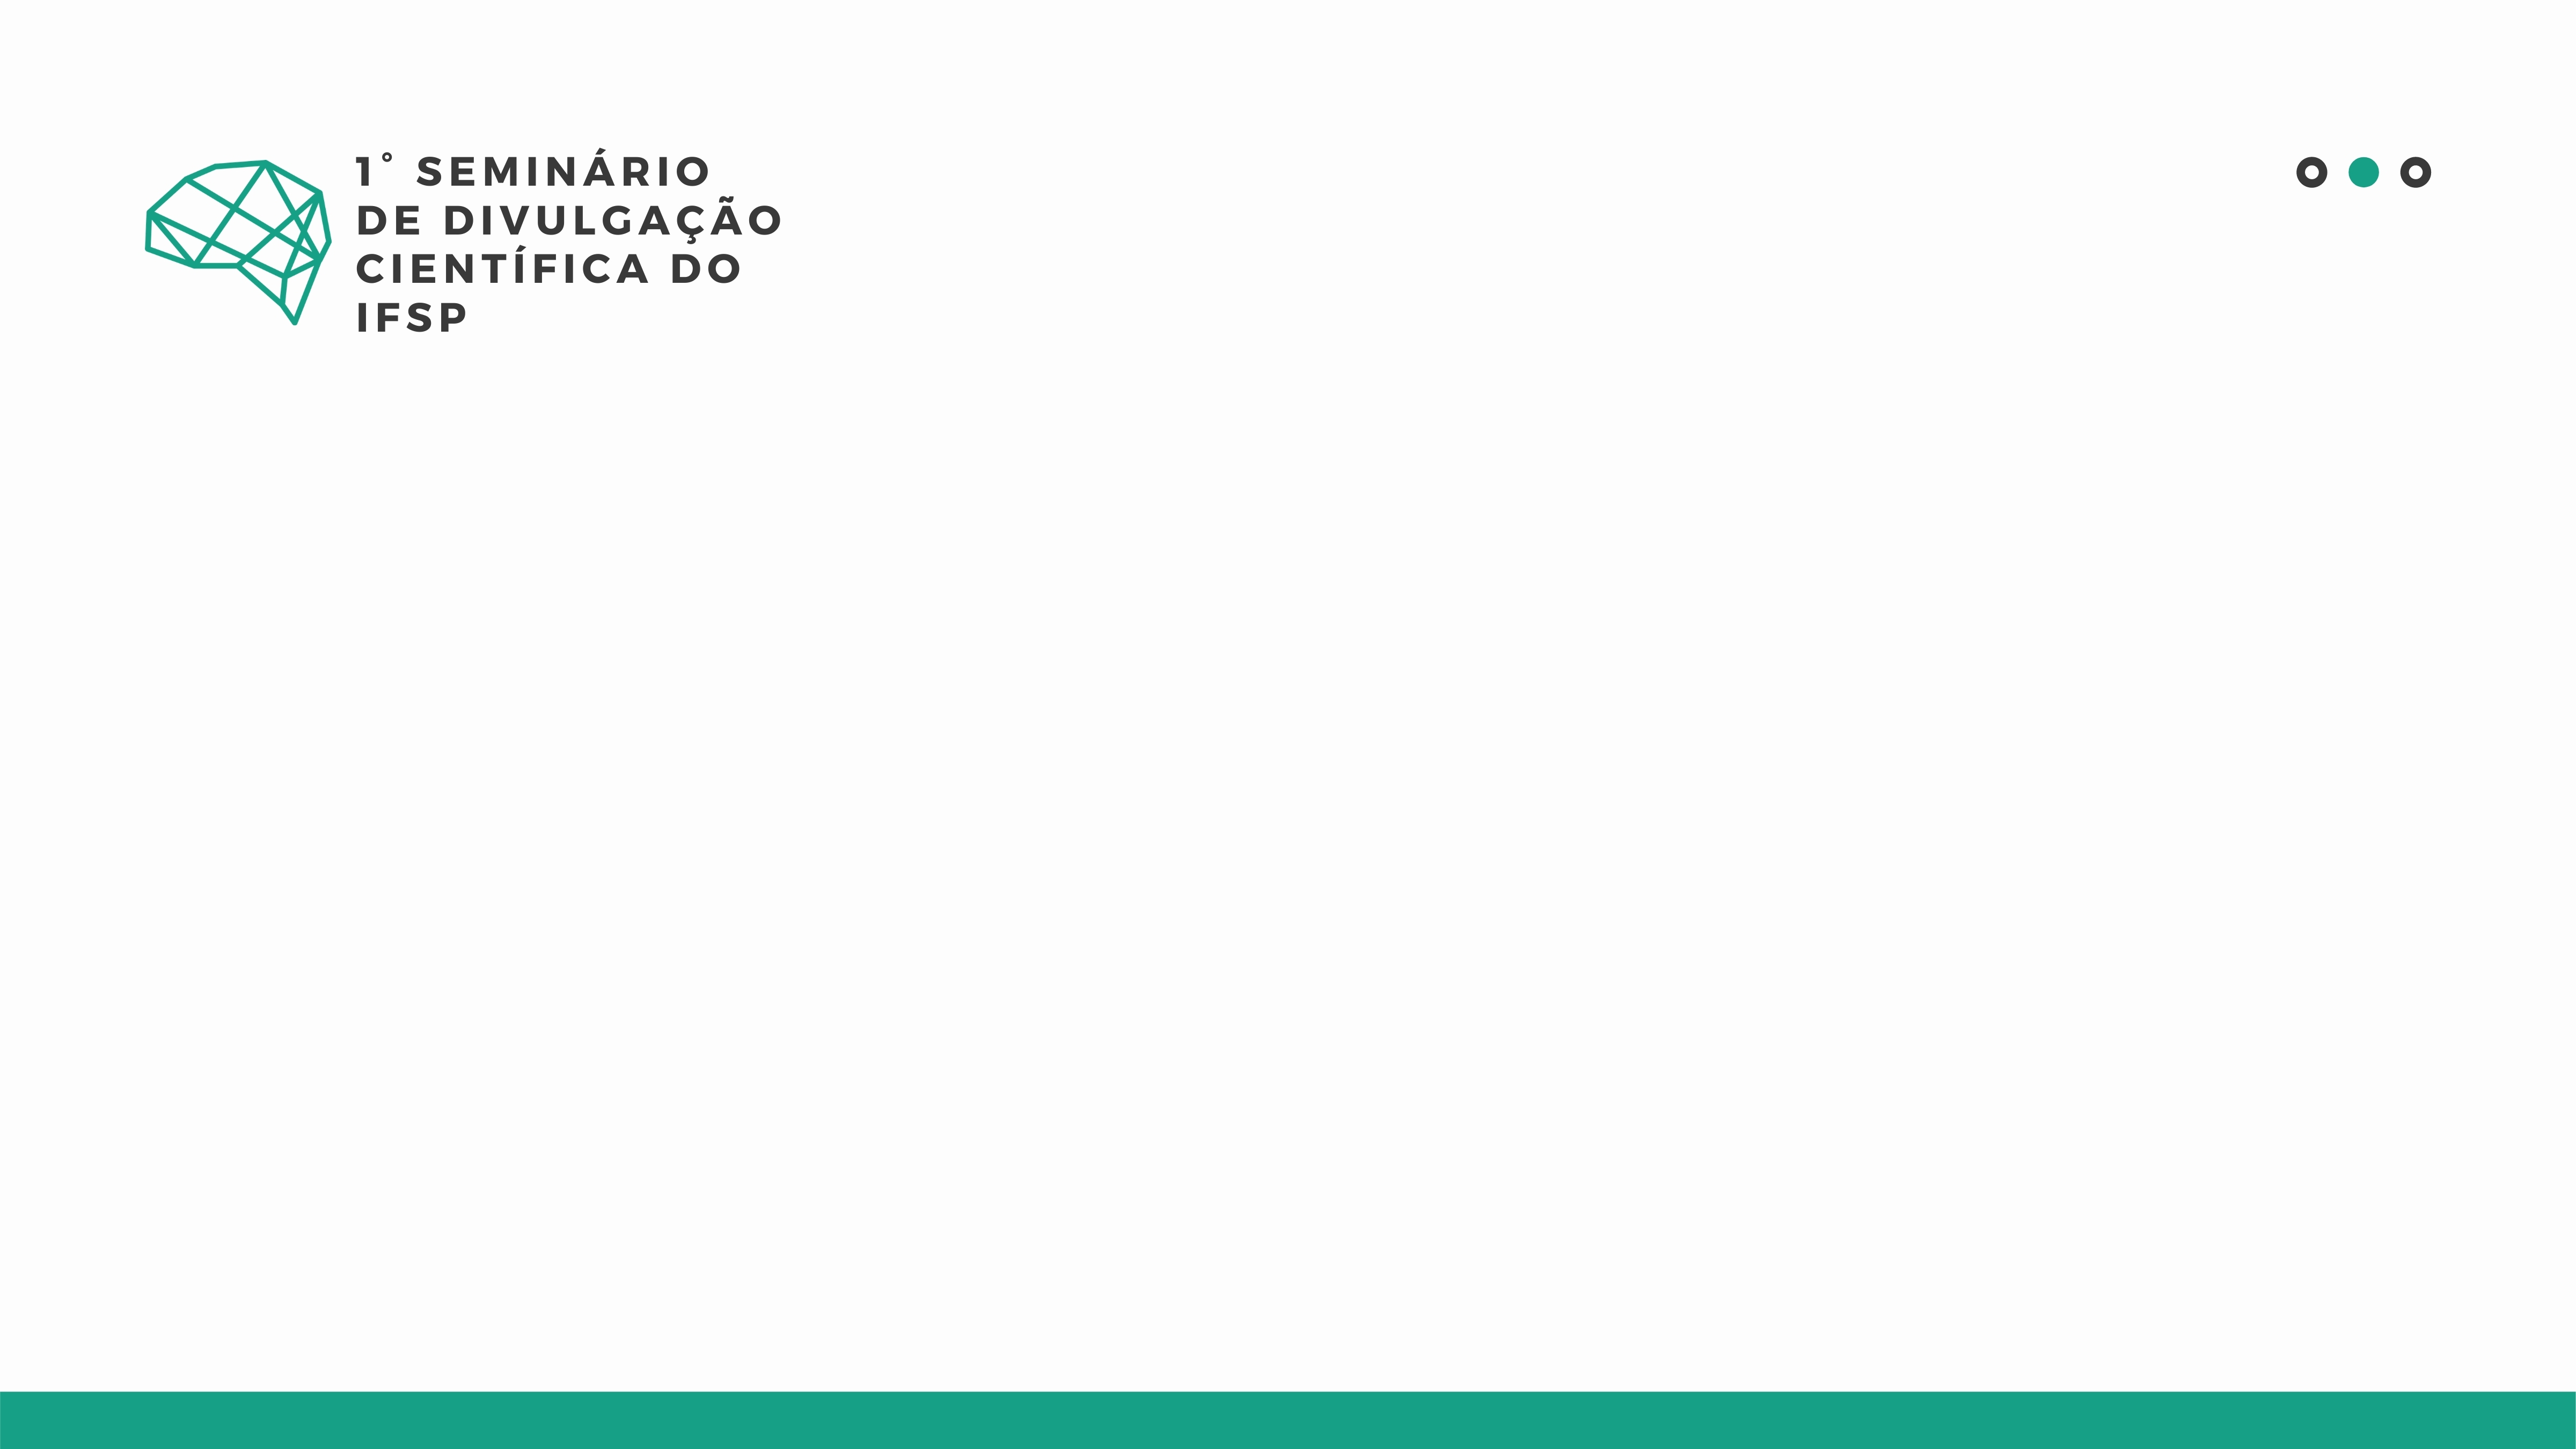 1° SEMINÁRIO
DE DIVULGAÇÃO
CIENTÍFICA DO
IFSP